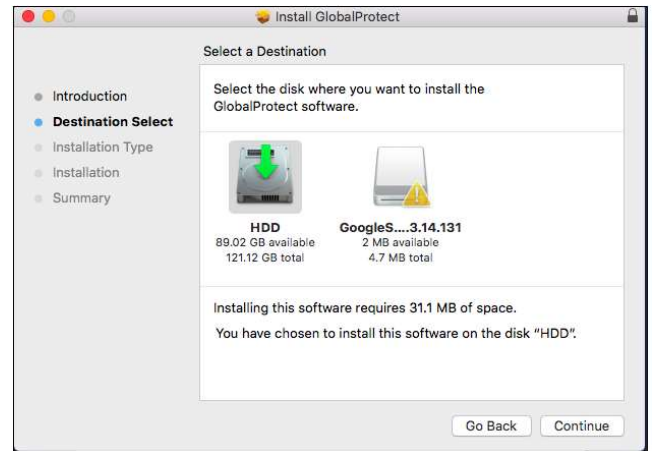 Install GlobalProtect
Select a Destination
Introduction
Destination Select
Installation Type
Installation
Summary
Select the disk where you want to install the
GlobalProtect software.
HDD
89.02 GB available
121.12 GB total
GoogleS....3.14.131
2 MB available
4.7 MB total
Installing this software requires 31.1 MB of space.
You have chosen to install this software on the disk “HDD”.
Go Back
Continue